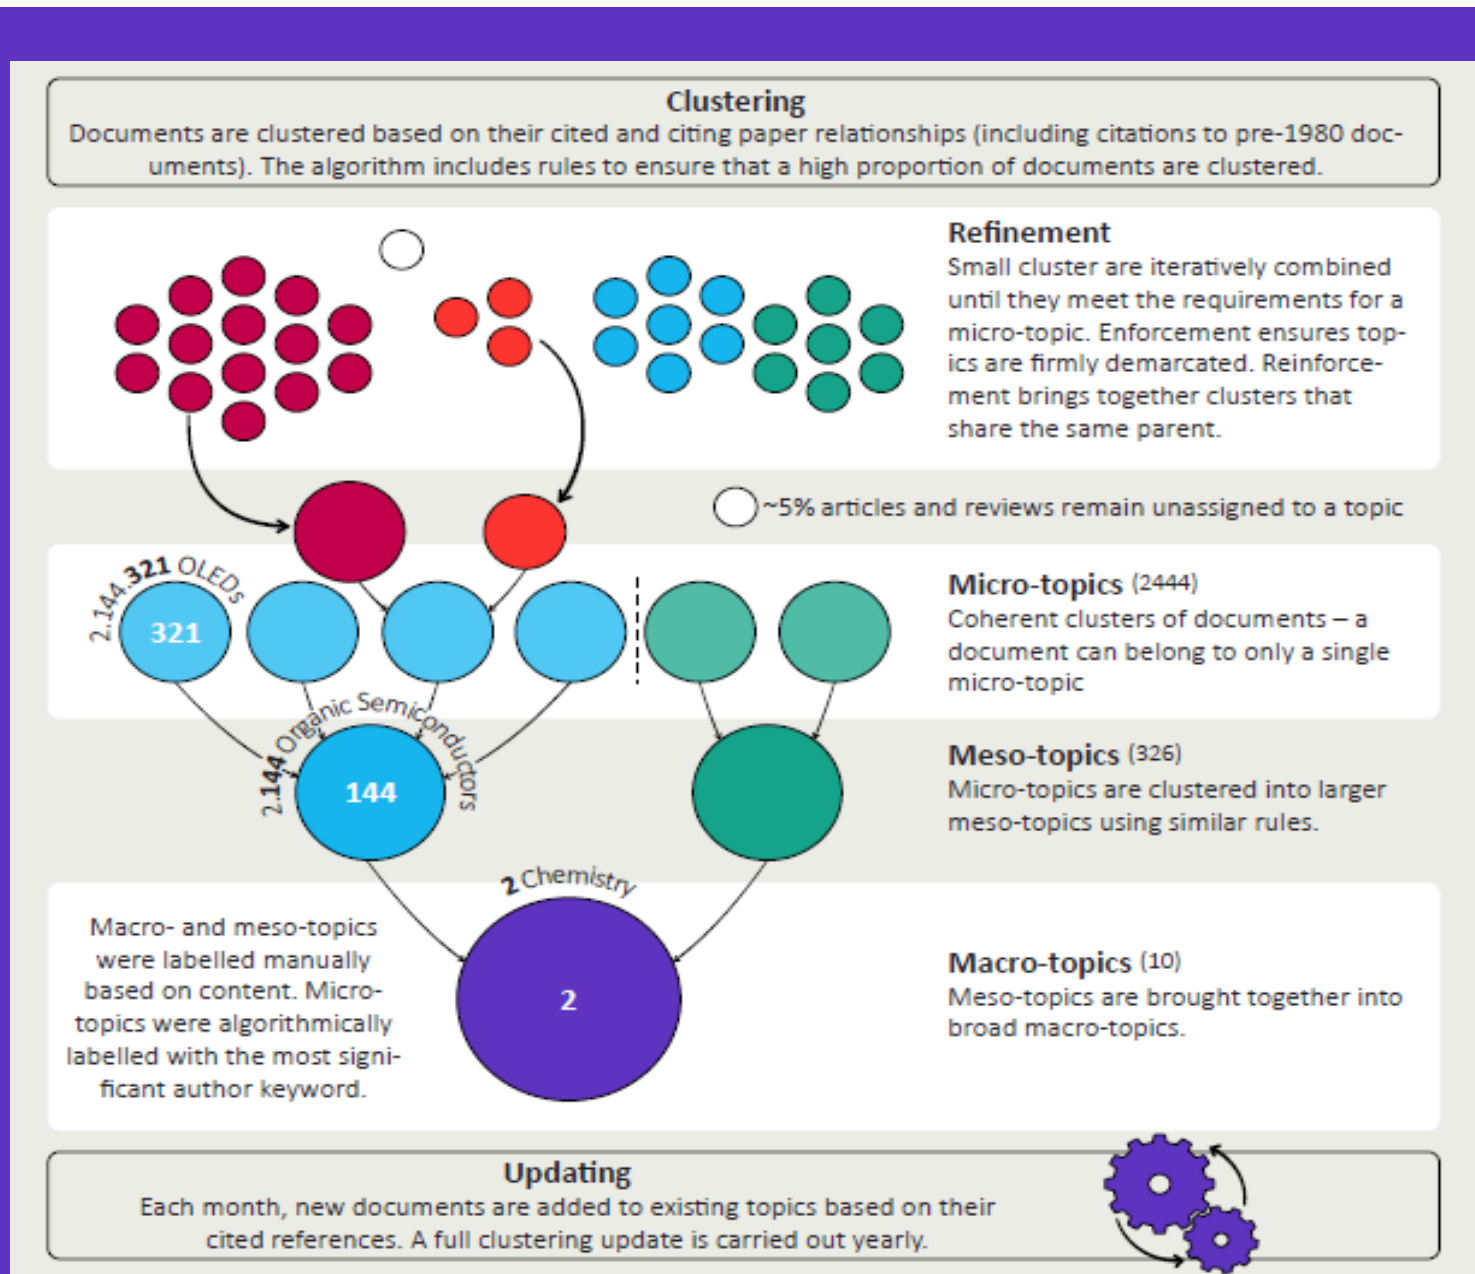 Clustering
Documents are clustered based on their cited and citing paper relationships (including citations to pre-1980 doc-
uments). The algorithm includes rules to ensure that a high proportion of documents are clustered.
Refinement
Small cluster are iteratively combined
until they meet the requirements for a
micro-topic. Enforcement ensures top-
ics are firmly demarcated. Reinforce-
ment brings together clusters that
share the same parent.
~5% articles and reviews remain unassigned to a topic
2.144.321 OLEDs
321
Micro-topics (2444)
Coherent clusters of documents – a
document can belong to only a single
micro-topic
2.144 Organic Semiconductors
144
Meso-topics (326)
Micro-topics are clustered into larger
meso-topics using similar rules.
2 Chemistry
2
Macro- and meso-topics
were labelled manually
based on content. Micro-
topics were algorithmically
labelled with the most signi-
ficant author keyword.
Macro-topics (10)
Meso-topics are brought together into
broad macro-topics.
Updating
Each month, new documents are added to existing topics based on their
cited references. A full clustering update is carried out yearly.